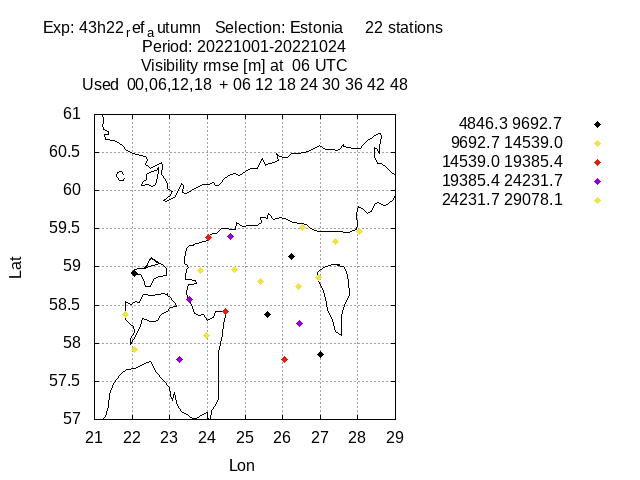 Exp: 43h22refautumn Selection: Estonia 22 stations
Period: 20221001-20221024
Visibility rmse [m] at 06 UTC
Used 00,06,12,18 + 06 12 18 24 30 36 42 48
4846.3 9692.7
9692.7 14539.0
14539.0 19385.4
19385.4 24231.7
24231.7 29078.1
61
60.5
60
59.5
59
58.5
58
57.5
57
Lat
21 22 23 24 25 26 27 28 29
Lon